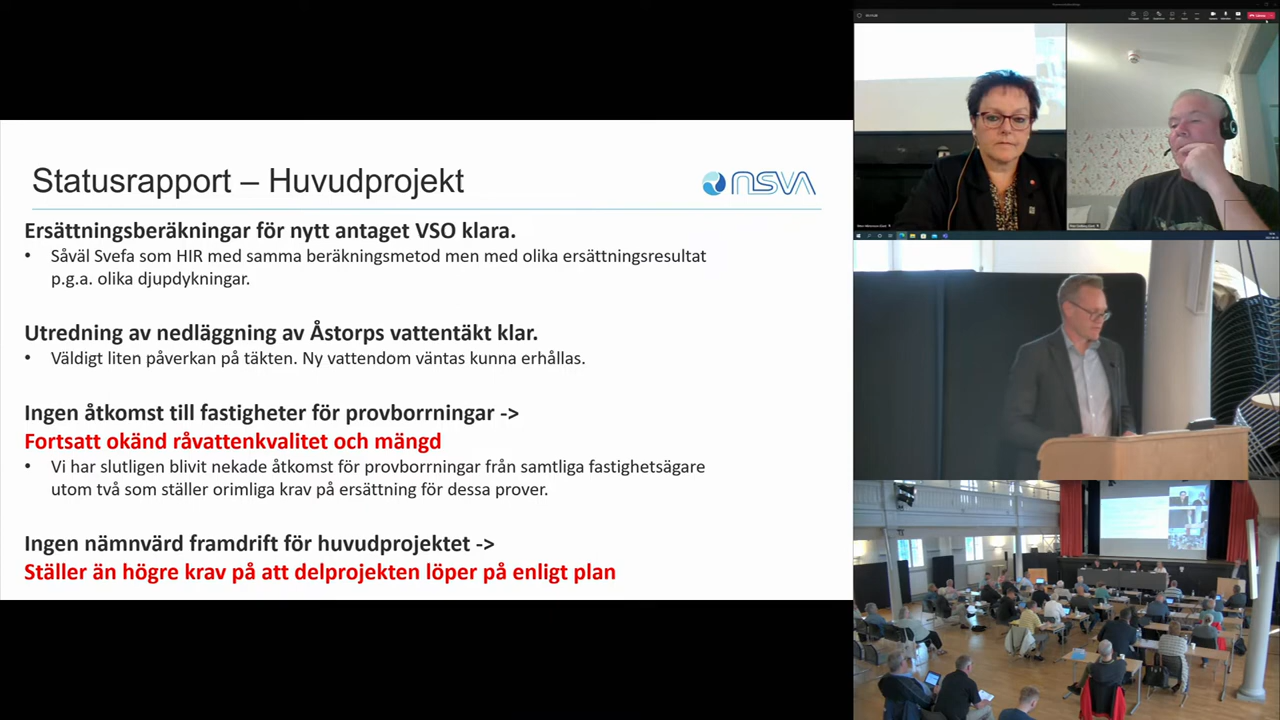 Statusrapport – Huvudprojekt
NSVA
Ersättningsberäkningar för nytt antaget VSO klara.
• Såväl Svefa som HIR med samma beräkningsmetod men med olika ersättningsresultat
p.g.a. olika djupdykningar.
Utredning av nedläggning av Åstorps vattentäkt klar.
• Väldigt liten påverkan på täkten. Ny vattendom väntas kunna erhållas.
Ingen åtkomst till fastigheter för provborrningar ->
Fortsatt okänd råvattenkvalitet och mängd
• Vi har slutligen blivit nekade åtkomst för provborrningar från samtliga fastighetsägare
utom två som ställer orimliga krav på ersättning för dessa prover.
Ingen nämnvärd framdrift för huvudprojektet ->
Ställer än högre krav på att delprojekten löper på enligt plan